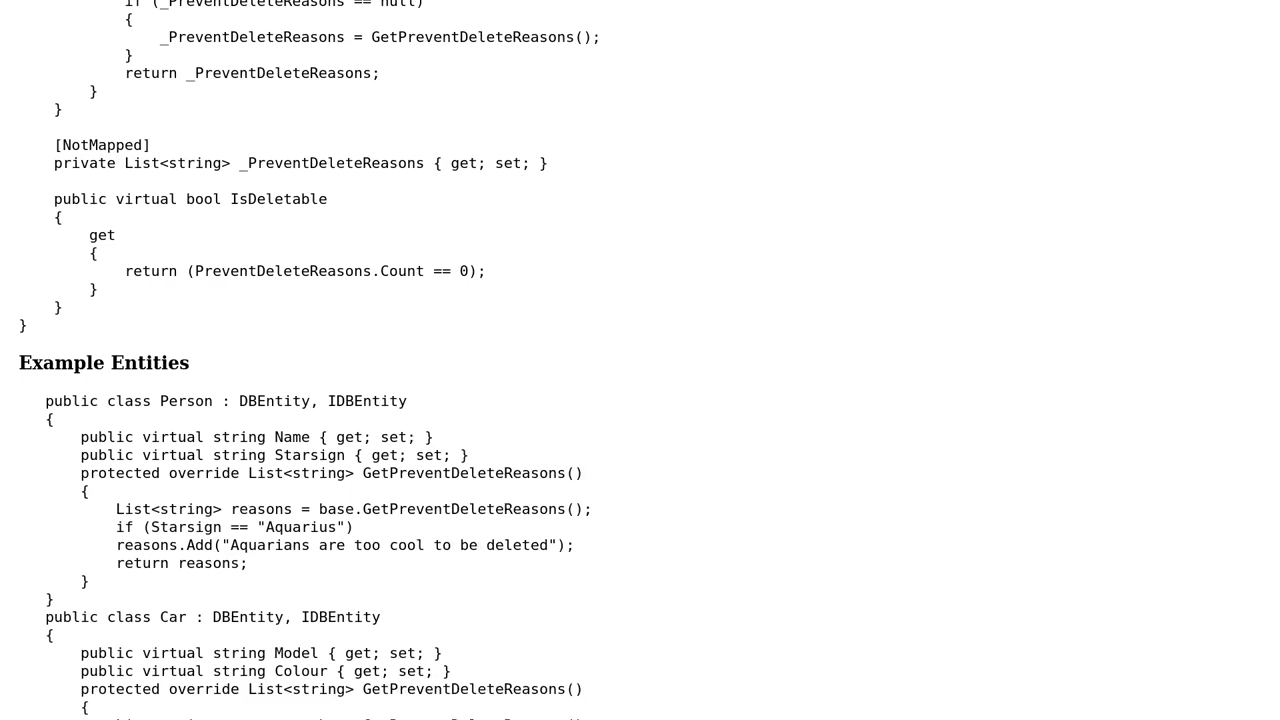 if (_PreventDeleteReasons == null)
{
_PreventDeleteReasons = GetPreventDeleteReasons();
}
return _PreventDeleteReasons;
}
}
[NotMapped]
private List<string> _PreventDeleteReasons { get; set; }
public virtual bool IsDeletable
{
get
{
return (PreventDeleteReasons.Count == 0);
}
}
}
Example Entities
public class Person : DBEntity, IDBEntity
{
public virtual string Name { get; set; }
public virtual string Starsign { get; set; }
protected override List<string> GetPreventDeleteReasons()
{
List<string> reasons = base.GetPreventDeleteReasons();
if (Starsign == "Aquarius")
reasons.Add("Aquarians are too cool to be deleted");
return reasons;
}
}
public class Car : DBEntity, IDBEntity
{
public virtual string Model { get; set; }
public virtual string Colour { get; set; }
protected override List<string> GetPreventDeleteReasons()
{